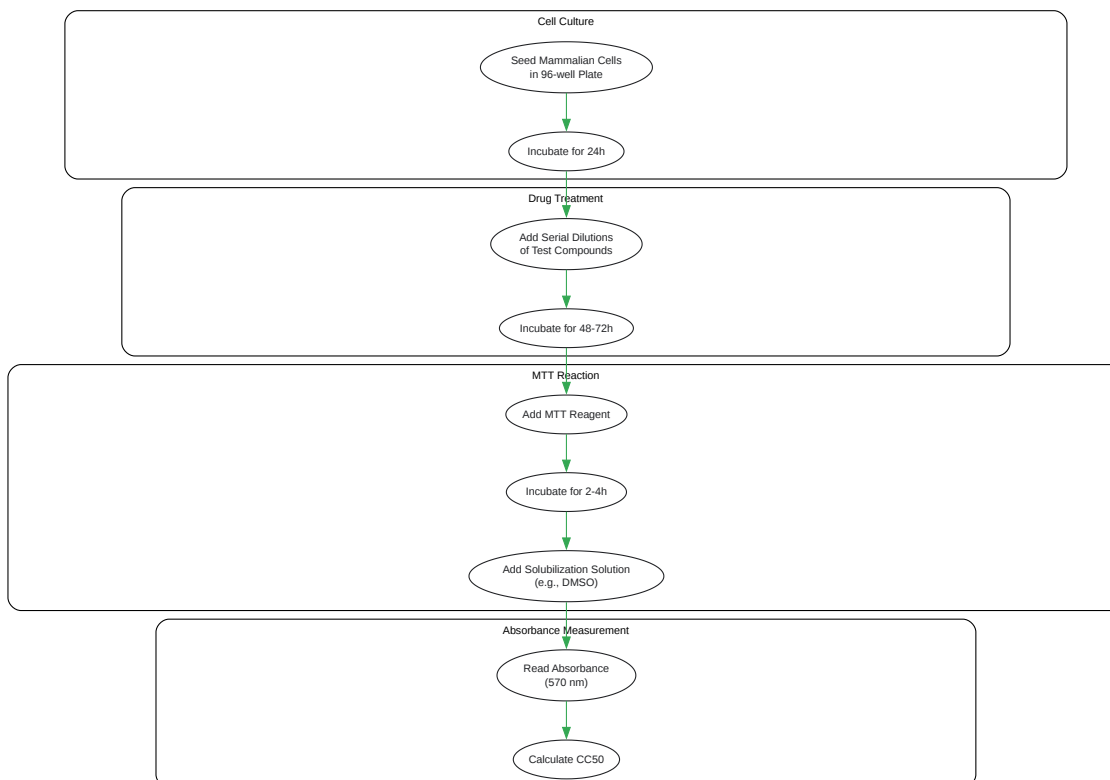 Cell Culture
Seed Mammalian Cells
in 96-well Plate
Incubate for 24h
Drug Treatment
Add Serial Dilutions
of Test Compounds
Incubate for 48-72h
MTT Reaction
Add MTT Reagent
Incubate for 2-4h
Add Solubilization Solution
(e.g., DMSO)
Absorbance Measurement
Read Absorbance
(570 nm)
Calculate CC50